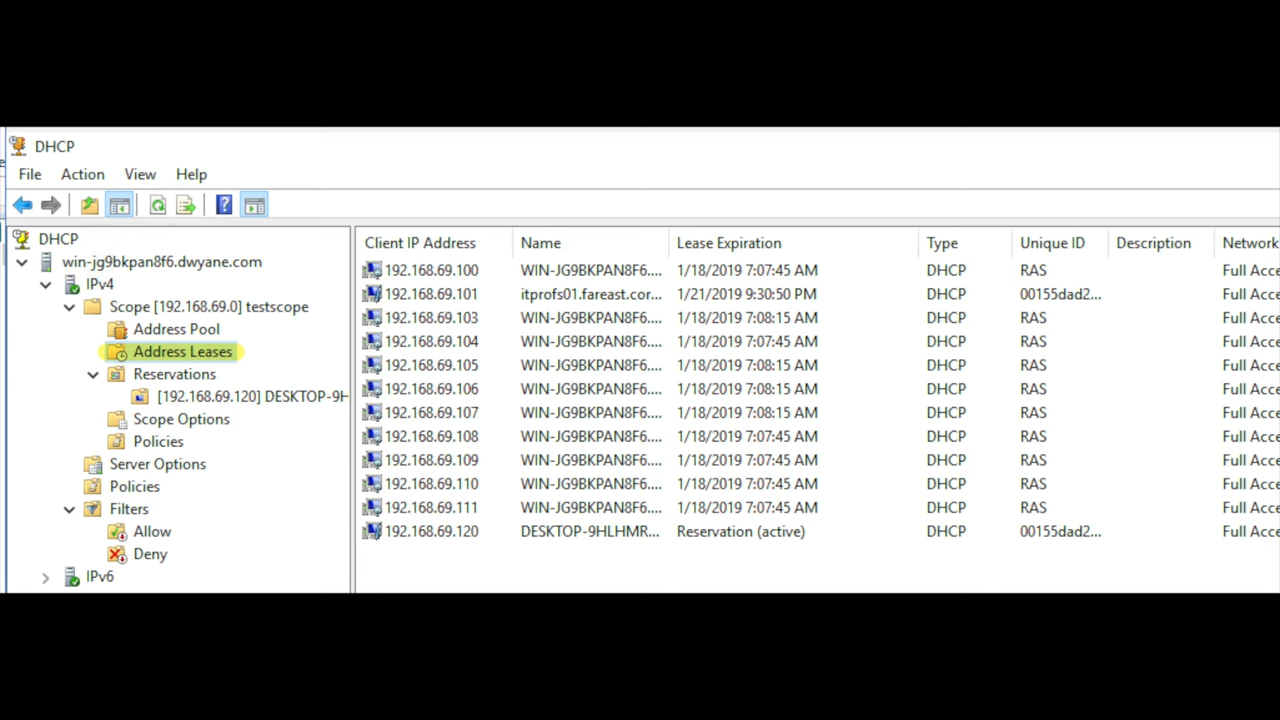 DHCP
File Action View Help
DHCP
win-jg9bkpan8f6.dwyane.com
IPv4
Scope [192.168.69.0] testscope
Address Pool
Address Leases
Reservations
[192.168.69.120] DESKTOP-9H
Scope Options
Policies
Server Options
Policies
Filters
Allow
Deny
IPv6
Client IP Address Name Lease Expiration Type Unique ID Description Network
192.168.69.100 WIN-JG9BKPAN8F6.... 1/18/2019 7:07:45 AM DHCP RAS Full Acce
192.168.69.101 itprofs01.fareast.cor... 1/21/2019 9:30:50 PM DHCP 00155dad2... Full Acce
192.168.69.103 WIN-JG9BKPAN8F6.... 1/18/2019 7:08:15 AM DHCP RAS Full Acce
192.168.69.104 WIN-JG9BKPAN8F6.... 1/18/2019 7:08:15 AM DHCP RAS Full Acce
192.168.69.105 WIN-JG9BKPAN8F6.... 1/18/2019 7:08:15 AM DHCP RAS Full Acce
192.168.69.106 WIN-JG9BKPAN8F6.... 1/18/2019 7:08:15 AM DHCP RAS Full Acce
192.168.69.107 WIN-JG9BKPAN8F6.... 1/18/2019 7:08:15 AM DHCP RAS Full Acce
192.168.69.108 WIN-JG9BKPAN8F6.... 1/18/2019 7:07:45 AM DHCP RAS Full Acce
192.168.69.109 WIN-JG9BKPAN8F6.... 1/18/2019 7:07:45 AM DHCP RAS Full Acce
192.168.69.110 WIN-JG9BKPAN8F6.... 1/18/2019 7:07:45 AM DHCP RAS Full Acce
192.168.69.111 WIN-JG9BKPAN8F6.... 1/18/2019 7:07:45 AM DHCP RAS Full Acce
192.168.69.120 DESKTOP-9HLHMR... Reservation (active) DHCP 00155dad2... Full Acce